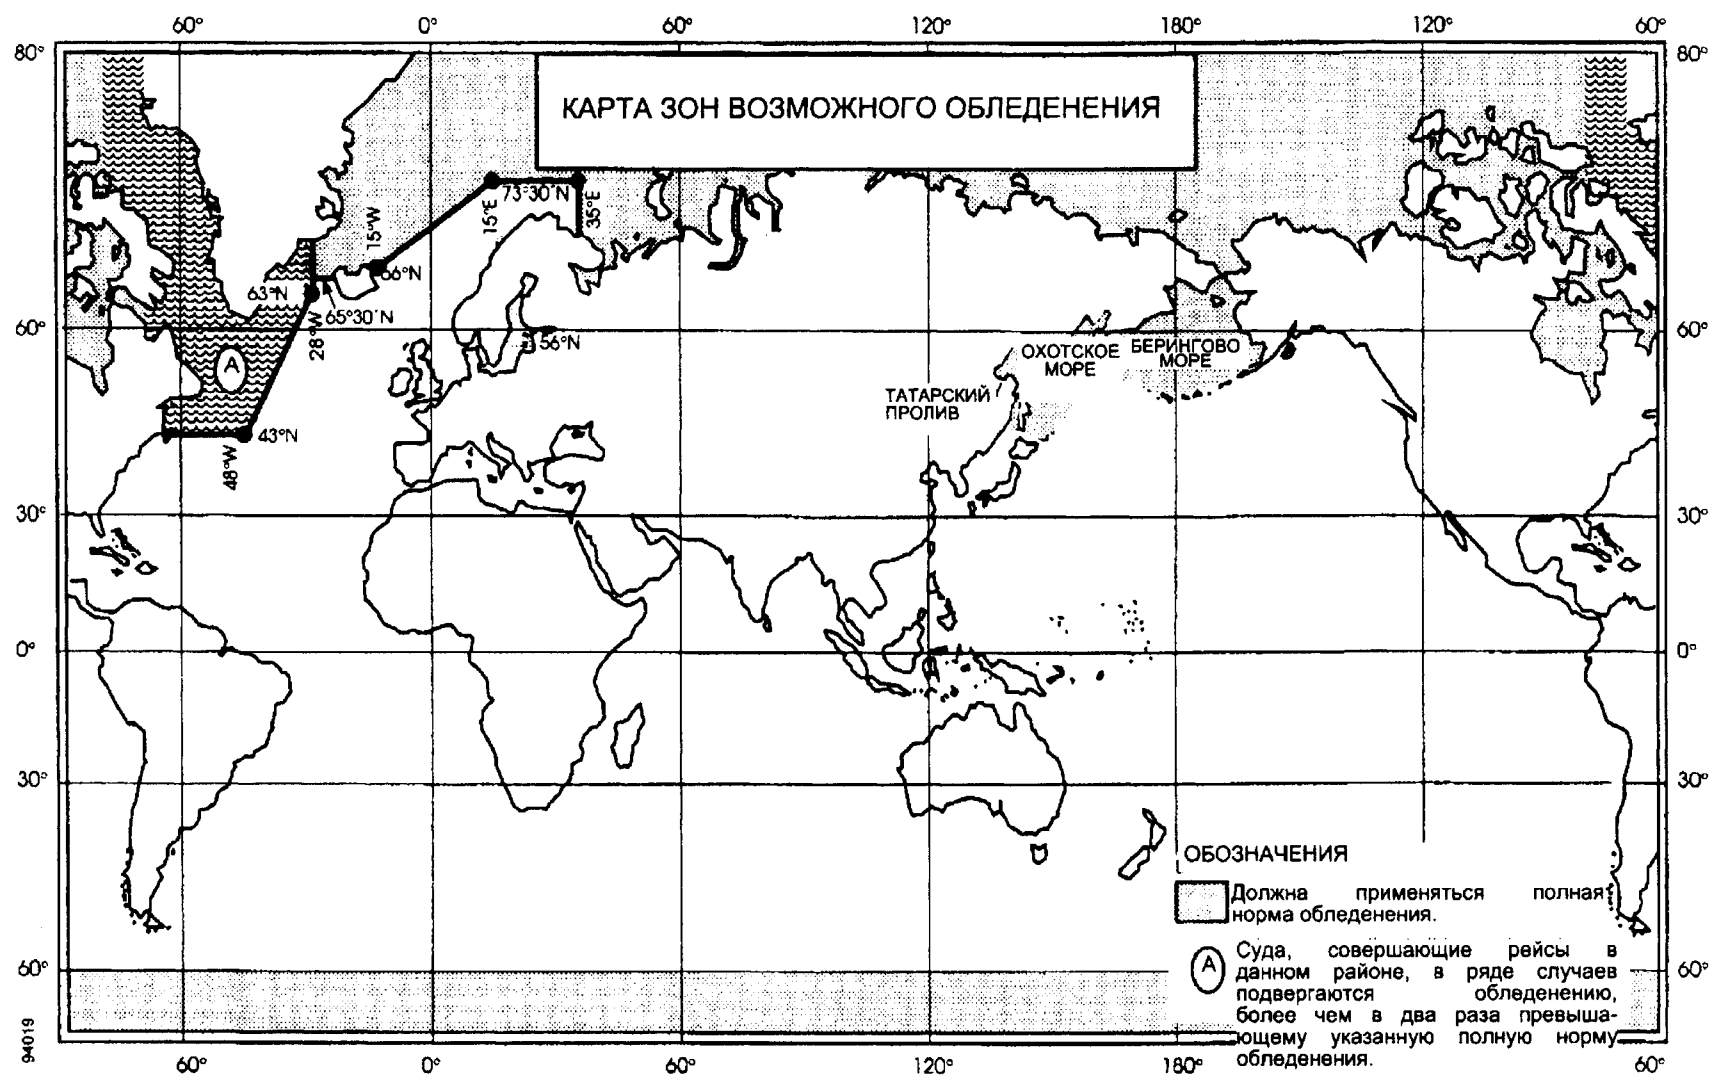 60° 0° 60° 120° 180° 120° 60°
80° 80°
КАРТА ЗОН ВОЗМОЖНОГО ОБЛЕДЕНЕНИЯ
73°30´N
15°E
35°E
15°W
66°N
63°N
65°30´N
28°W
60° 60°
56°N
A
ОХОТСКОЕ
МОРЕ
БЕРИНГОВО
МОРЕ
ТАТАРСКИЙ
ПРОЛИВ
43°N
48°W
30° 30°
0° 0°
30° 30°
ОБОЗНАЧЕНИЯ
Должна применяться полная
норма обледенения.
60° 60°
A
Суда, совершающие рейсы в
данном районе, в ряде случаев
подвергаются обледенению,
более чем в два раза превыша-
ющему указанную полную норму
обледенения.
94019
60° 0° 60° 120° 180° 60°